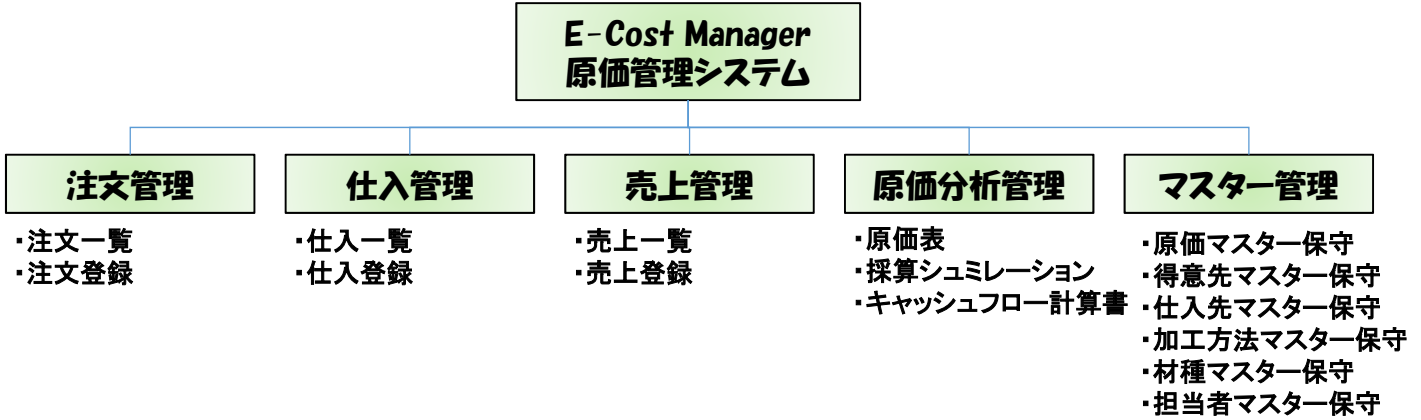 E-Cost Manager
原価管理システム
注文管理
・注文一覧
・注文登録
仕入管理
・仕入一覧
・仕入登録
売上管理
・売上一覧
・売上登録
原価分析管理
・原価表
・採算シュミレーション
・キャッシュフロー計算書
マスター管理
・原価マスター保守
・得意先マスター保守
・仕入先マスター保守
・加工方法マスター保守
・材種マスター保守
・担当者マスター保守